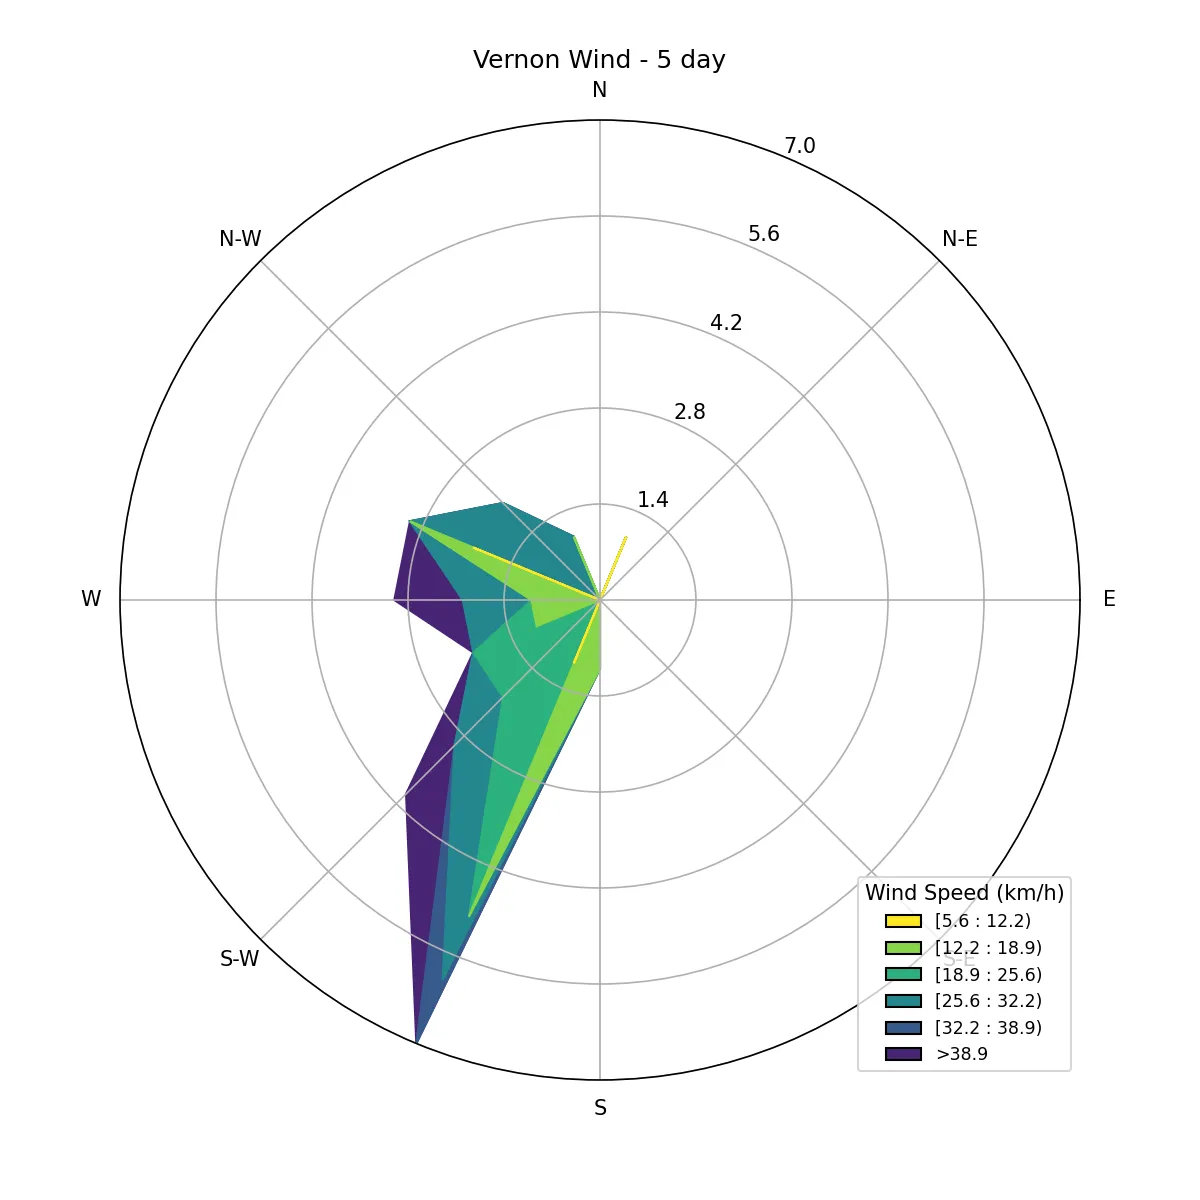 Vernon Wind - 5 day
N
7.0
5.6
N-W
N-E
4.2
2.8
1.4
W
E
Wind Speed (km/h)
[5.6 : 12.2)
[12.2 : 18.9)
S-W
S-E
[18.9 : 25.6)
[25.6 : 32.2)
[32.2 : 38.9)
>38.9
S